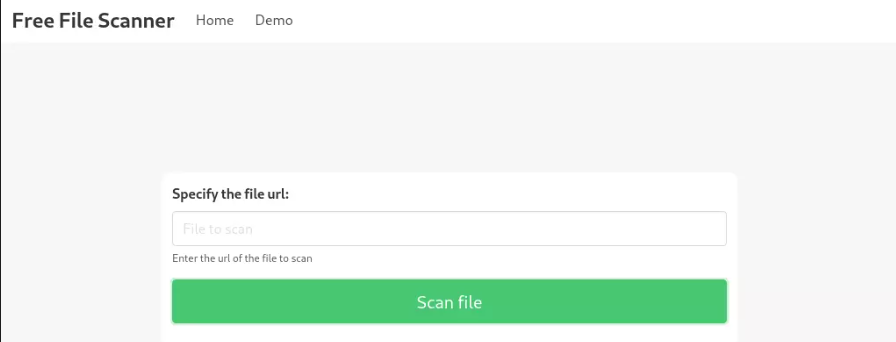 Free File Scanner Home Demo
Specify the file url:
File to scan
Enter the url of the file to scan
Scan file